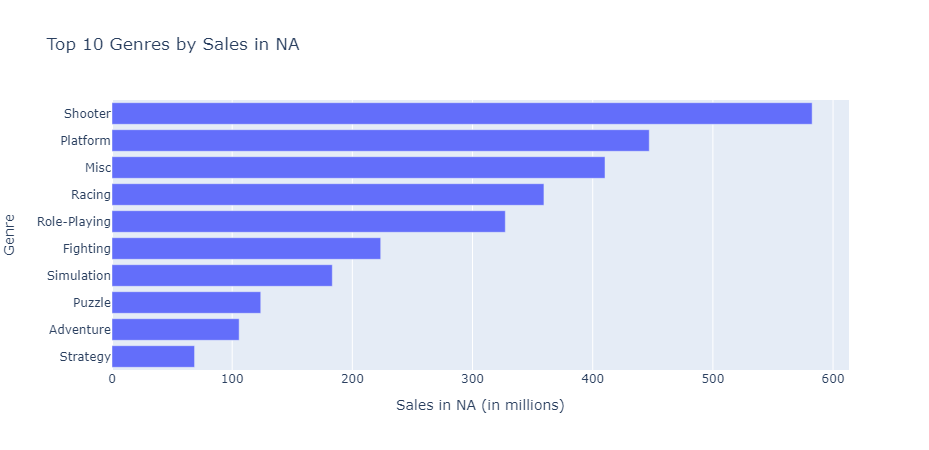 Top 10 Genres by Sales in NA
Genre
Shooter
Platform
Misc
Racing
Role-Playing
Fighting
Simulation
Puzzle
Adventure
Strategy
0 100 200 300 400 500 600
Sales in NA (in millions)